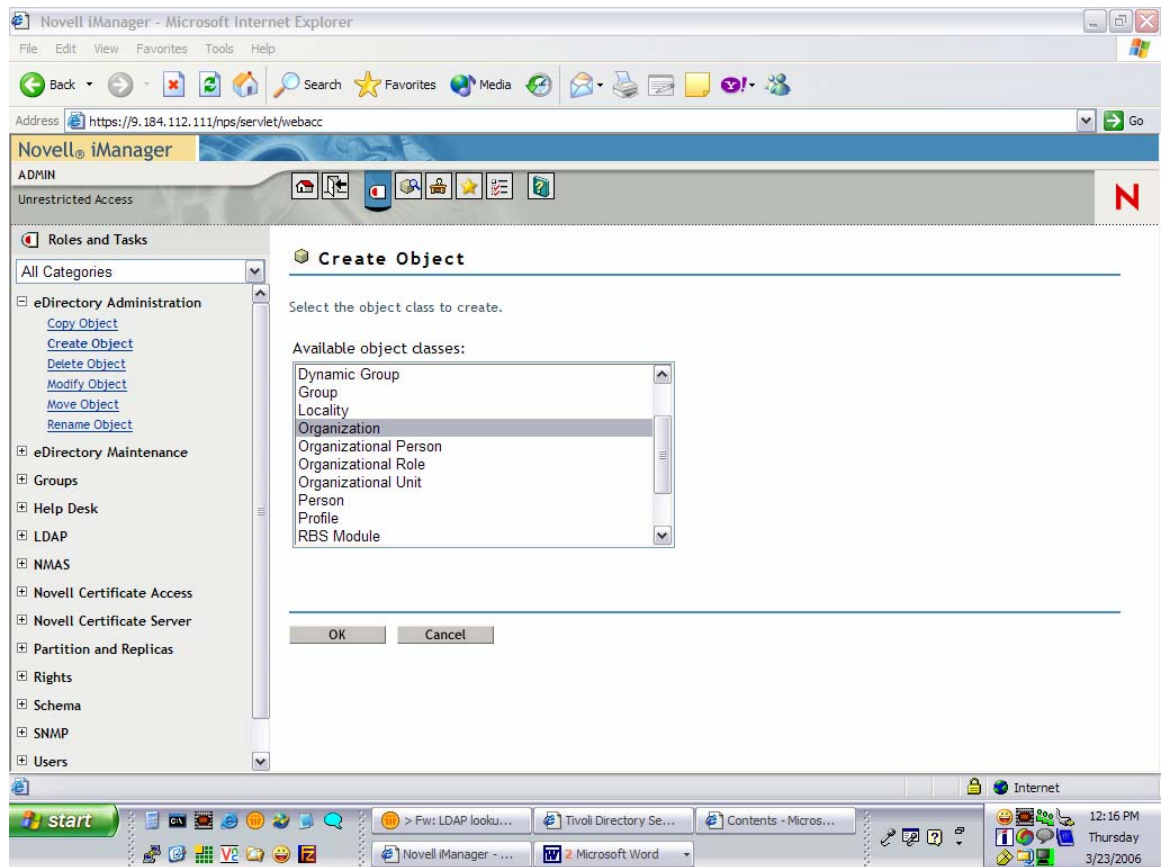 Novell iManager - Microsoft Internet Explorer
File Edit View Favorites Tools Help
Back Search Favorites Media
Address https://9.184.112.111/nps/servlet/webacc Go
Novell® iManager
ADMIN
Unrestricted Access
N
Roles and Tasks
All Categories
eDirectory Administration
Copy Object
Create Object
Delete Object
Modify Object
Move Object
Rename Object
eDirectory Maintenance
Groups
Help Desk
LDAP
NMAS
Novell Certificate Access
Novell Certificate Server
Partition and Replicas
Rights
Schema
SNMP
Users
Create Object
Select the object class to create.
Available object classes:
Dynamic Group
Group
Locality
Organization
Organizational Person
Organizational Role
Organizational Unit
Person
Profile
RBS Module
OK Cancel
Internet
start
> Fw: LDAP looku...
Tivoli Directory Se...
Contents - Micros...
Novell iManager - ...
2 Microsoft Word
12:16 PM
Thursday
3/23/2006